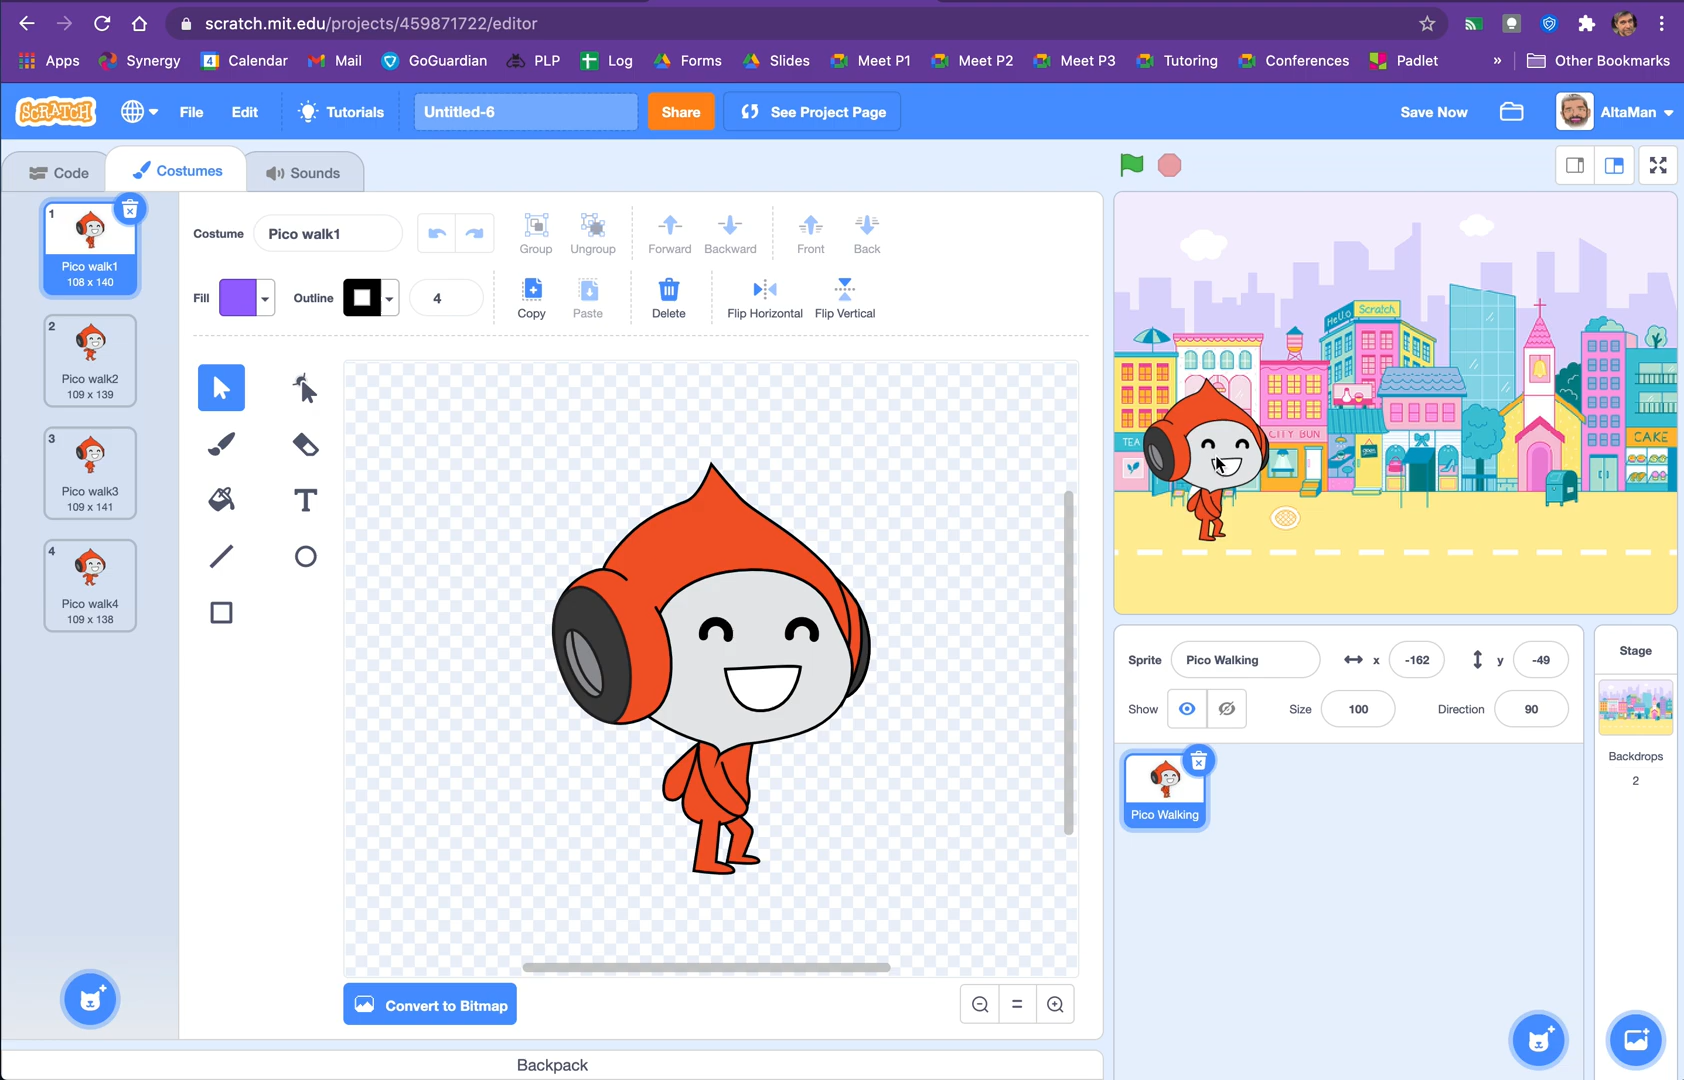 scratch.mit.edu/projects/459871722/editor
Apps Synergy 4 Calendar Mail GoGuardian PLP Log Forms Slides Meet P1 Meet P2 Meet P3 Tutoring Conferences Padlet » Other Bookmarks
SCRATCH File Edit Tutorials Untitled-6 Share See Project Page Save Now AltaMan
Code Costumes Sounds
1
Pico walk1
108 x 140
2
Pico walk2
109 x 139
3
Pico walk3
109 x 141
4
Pico walk4
109 x 138
Costume Pico walk1 Group Ungroup Forward Backward Front Back
Fill Outline 4 Copy Paste Delete Flip Horizontal Flip Vertical
T
Convert to Bitmap
=
Backpack
Hello Scratch
TEA
CITY BUN
CAKE
Sprite Pico Walking x -162 y -49
Show Size 100 Direction 90
Pico Walking
Stage
Backdrops
2